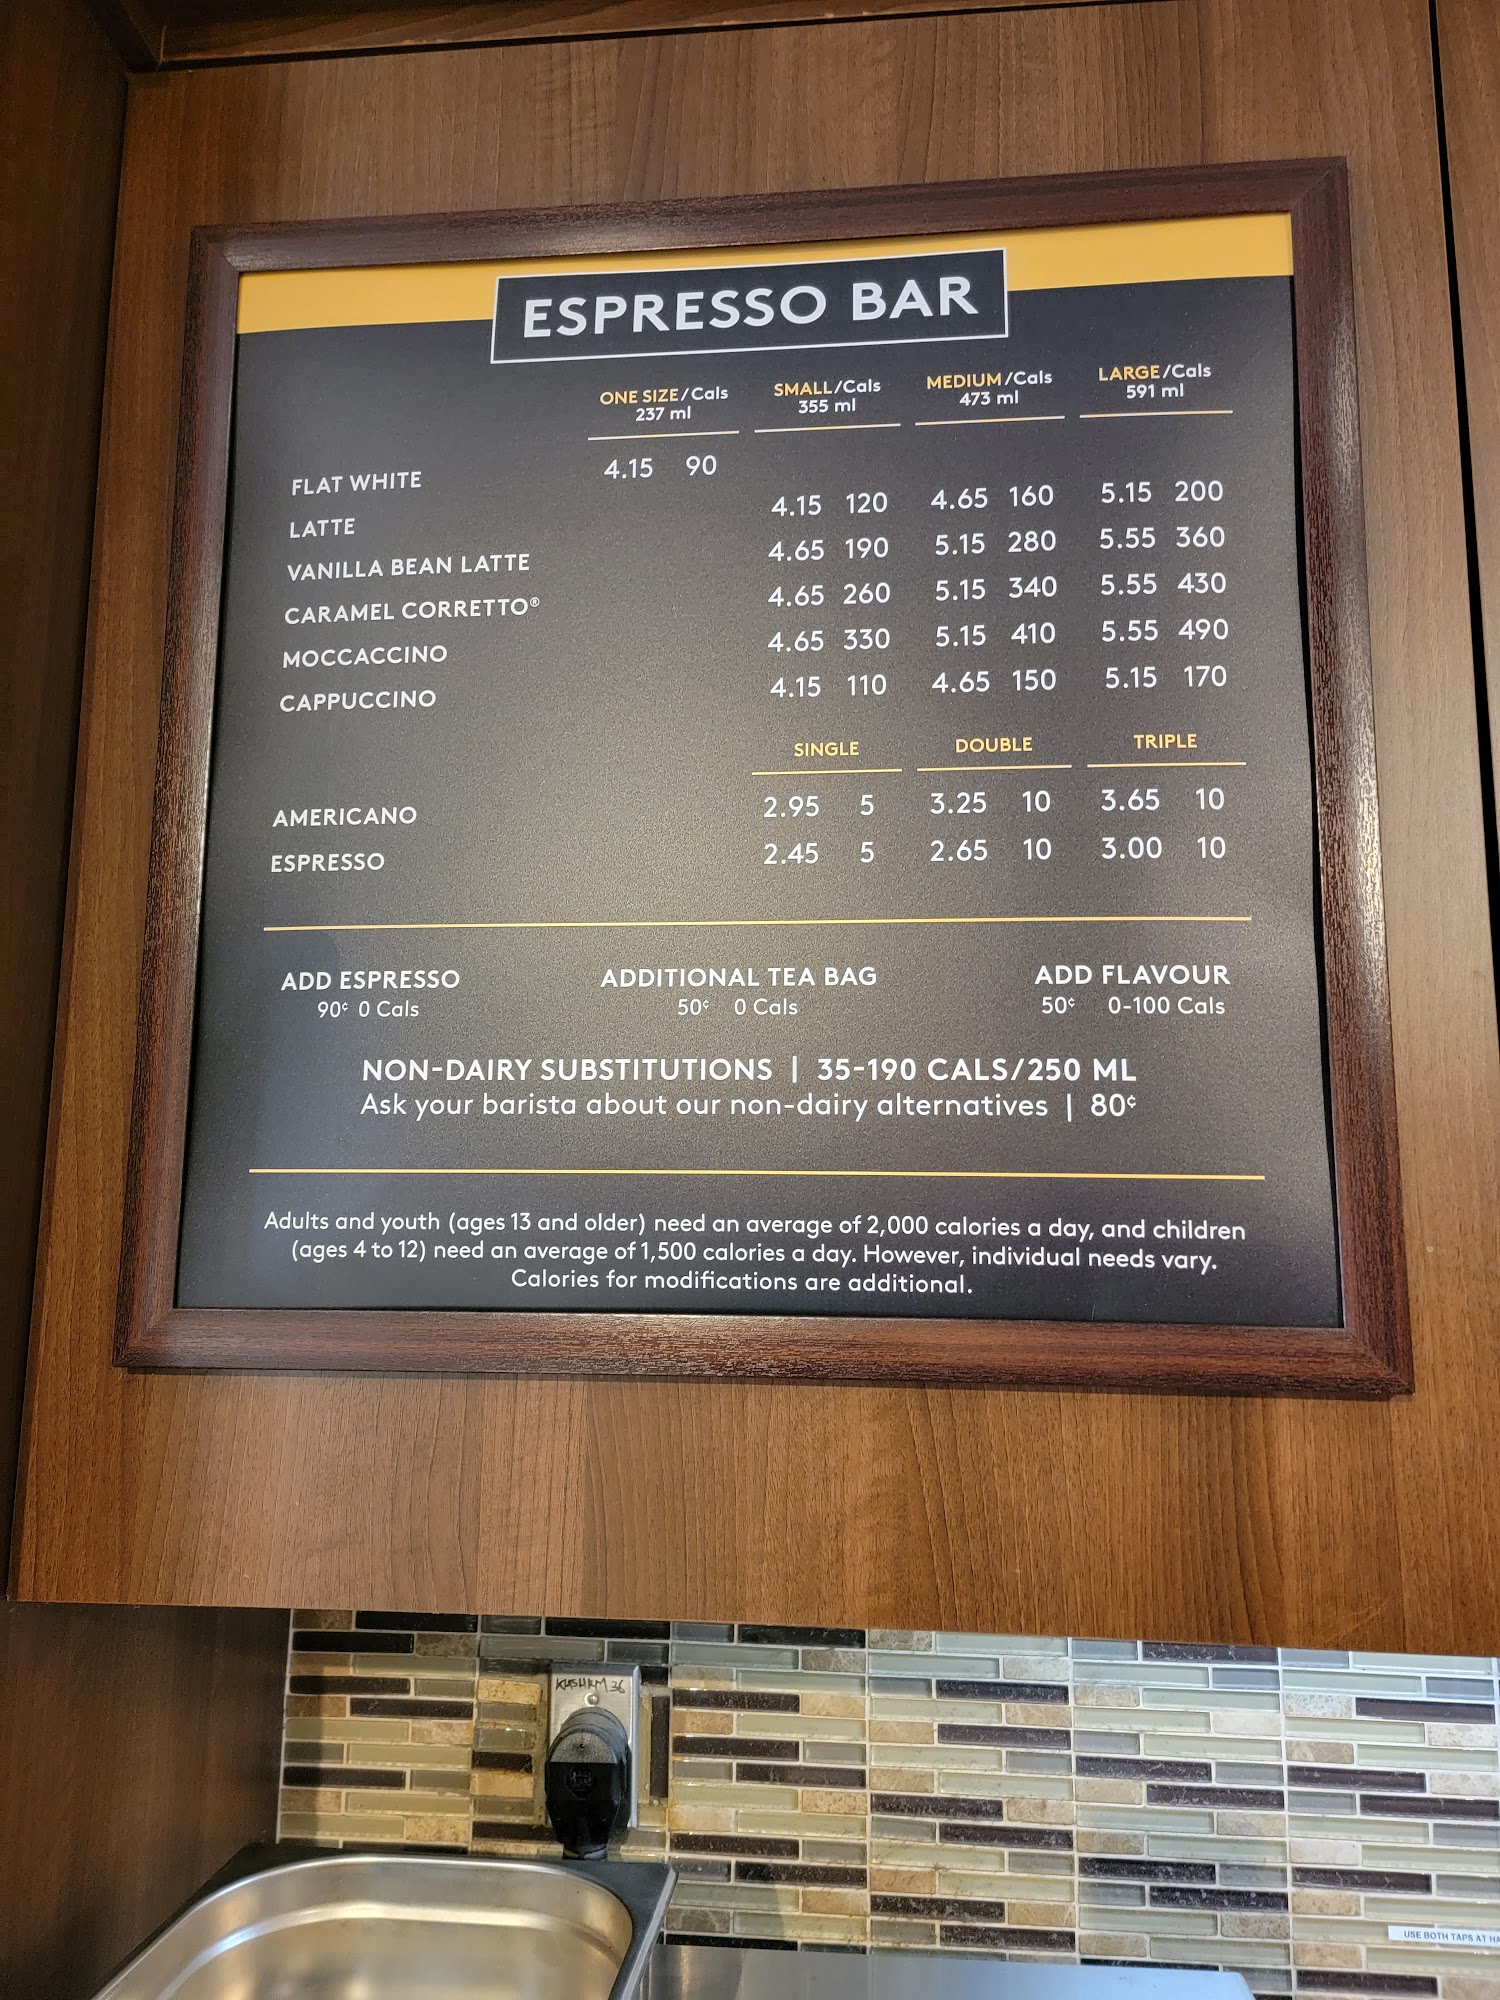 ESPRESSO BAR
ONE SIZE/Cals SMALL/Cals MEDIUM/Cals LARGE/Cals
237 ml 355 ml 473 ml 591 ml
FLAT WHITE 4.15 90
LATTE 4.15 120 4.65 160 5.15 200
VANILLA BEAN LATTE 4.65 190 5.15 280 5.55 360
CARAMEL CORRETTO® 4.65 260 5.15 340 5.55 430
MOCCACCINO 4.65 330 5.15 410 5.55 490
CAPPUCCINO 4.15 110 4.65 150 5.15 170
SINGLE DOUBLE TRIPLE
AMERICANO 2.95 5 3.25 10 3.65 10
ESPRESSO 2.45 5 2.65 10 3.00 10
ADD ESPRESSO ADDITIONAL TEA BAG ADD FLAVOUR
90¢ 0 Cals 50¢ 0 Cals 50¢ 0-100 Cals
NON-DAIRY SUBSTITUTIONS | 35-190 CALS/250 ML
Ask your barista about our non-dairy alternatives | 80¢
Adults and youth (ages 13 and older) need an average of 2,000 calories a day, and children
(ages 4 to 12) need an average of 1,500 calories a day. However, individual needs vary.
Calories for modifications are additional.
USE BOTH TAPS AT